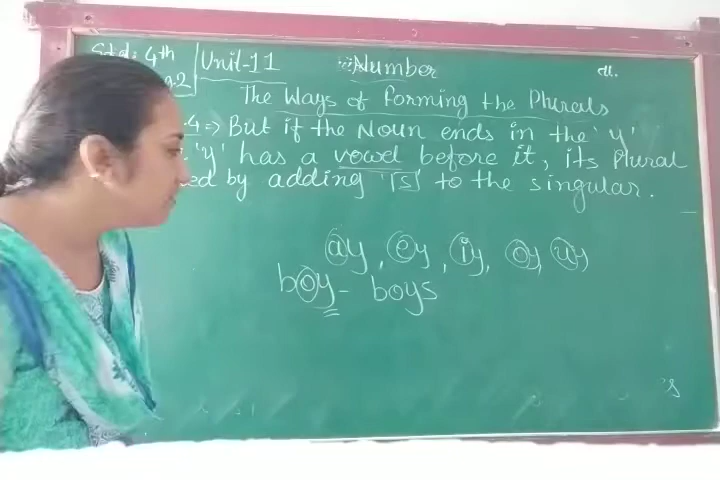 Std: 4th
Unit-11
Number
The Ways of Forming the Plurals
.4 => But if the Noun ends in the 'y'
'y' has a vowel before it, its Plural
ed by adding 's' to the singular.
ay, ey, iy, oy, uy
boy - boys
's